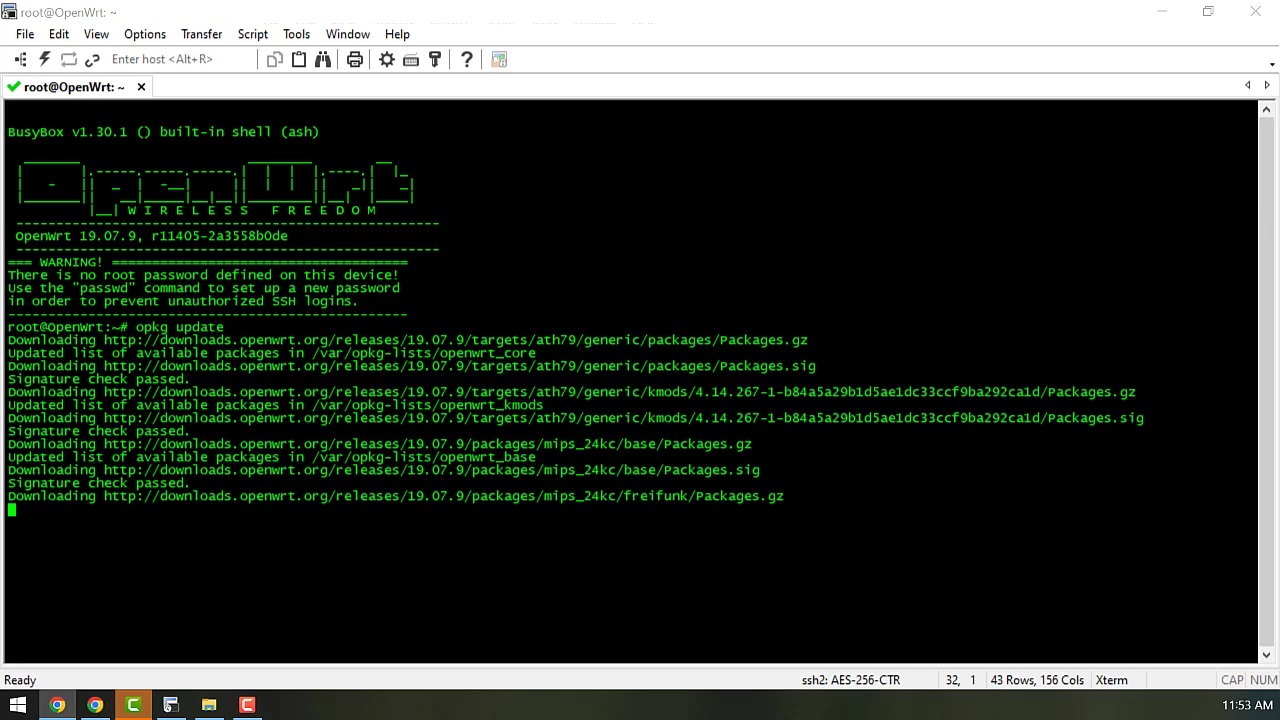 root@OpenWrt: ~
File Edit View Options Transfer Script Tools Window Help
Enter host <Alt+R>
root@OpenWrt: ~
BusyBox v1.30.1 () built-in shell (ash)
OpenWrt
W I R E L E S S   F R E E D O M
-----------------------------------------------------
OpenWrt 19.07.9, r11405-2a3558b0de
-----------------------------------------------------
=== WARNING! =====================================
There is no root password defined on this device!
Use the "passwd" command to set up a new password
in order to prevent unauthorized SSH logins.
--------------------------------------------------
root@OpenWrt:~# opkg update
Downloading http://downloads.openwrt.org/releases/19.07.9/targets/ath79/generic/packages/Packages.gz
Updated list of available packages in /var/opkg-lists/openwrt_core
Downloading http://downloads.openwrt.org/releases/19.07.9/targets/ath79/generic/packages/Packages.sig
Signature check passed.
Downloading http://downloads.openwrt.org/releases/19.07.9/targets/ath79/generic/kmods/4.14.267-1-b84a5a29b1d5ae1dc33ccf9ba292ca1d/Packages.gz
Updated list of available packages in /var/opkg-lists/openwrt_kmods
Downloading http://downloads.openwrt.org/releases/19.07.9/targets/ath79/generic/kmods/4.14.267-1-b84a5a29b1d5ae1dc33ccf9ba292ca1d/Packages.sig
Signature check passed.
Downloading http://downloads.openwrt.org/releases/19.07.9/packages/mips_24kc/base/Packages.gz
Updated list of available packages in /var/opkg-lists/openwrt_base
Downloading http://downloads.openwrt.org/releases/19.07.9/packages/mips_24kc/base/Packages.sig
Signature check passed.
Downloading http://downloads.openwrt.org/releases/19.07.9/packages/mips_24kc/freifunk/Packages.gz
Ready ssh2: AES-256-CTR 32, 1 43 Rows, 156 Cols Xterm CAP NUM
11:53 AM